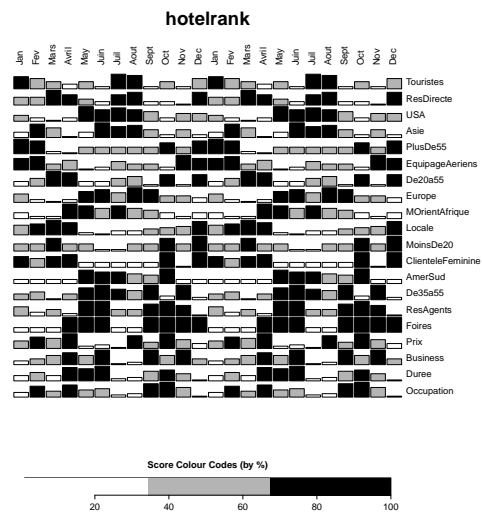 hotelrank
Jan Fev Mars Avril May Juin Juil Aout Sept Oct Nov Dec Jan Fev Mars Avril May Juin Juil Aout Sept Oct Nov Dec
Touristes
ResDirecte
USA
Asie
PlusDe55
EquipageAeriens
De20a55
Europe
MOrientAfrique
Locale
MoinsDe20
ClienteleFeminine
AmerSud
De35a55
ResAgents
Foires
Prix
Business
Duree
Occupation
Score Colour Codes (by %)
20 40 60 80 100